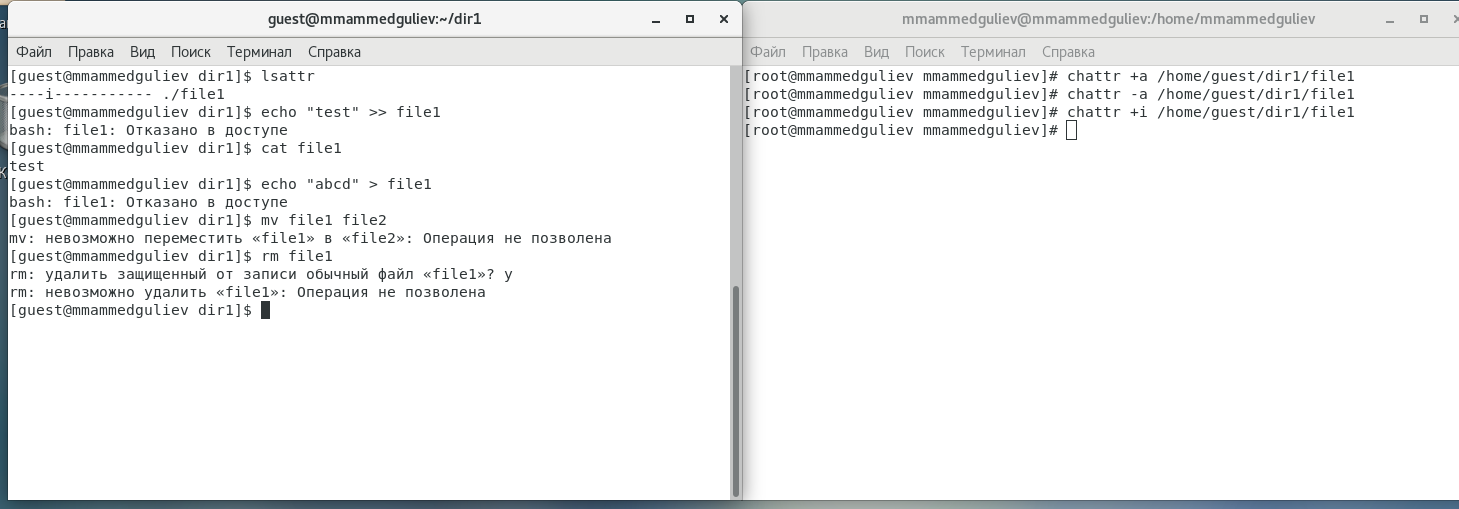 guest@mmammedguliev:~/dir1
Файл Правка Вид Поиск Терминал Справка
[guest@mmammedguliev dir1]$ lsattr
----i----------- ./file1
[guest@mmammedguliev dir1]$ echo "test" >> file1
bash: file1: Отказано в доступе
[guest@mmammedguliev dir1]$ cat file1
test
[guest@mmammedguliev dir1]$ echo "abcd" > file1
bash: file1: Отказано в доступе
[guest@mmammedguliev dir1]$ mv file1 file2
mv: невозможно переместить «file1» в «file2»: Операция не позволена
[guest@mmammedguliev dir1]$ rm file1
rm: удалить защищенный от записи обычный файл «file1»? y
rm: невозможно удалить «file1»: Операция не позволена
[guest@mmammedguliev dir1]$
mmammedguliev@mmammedguliev:/home/mmammedguliev
Файл Правка Вид Поиск Терминал Справка
[root@mmammedguliev mmammedguliev]# chattr +a /home/guest/dir1/file1
[root@mmammedguliev mmammedguliev]# chattr -a /home/guest/dir1/file1
[root@mmammedguliev mmammedguliev]# chattr +i /home/guest/dir1/file1
[root@mmammedguliev mmammedguliev]#